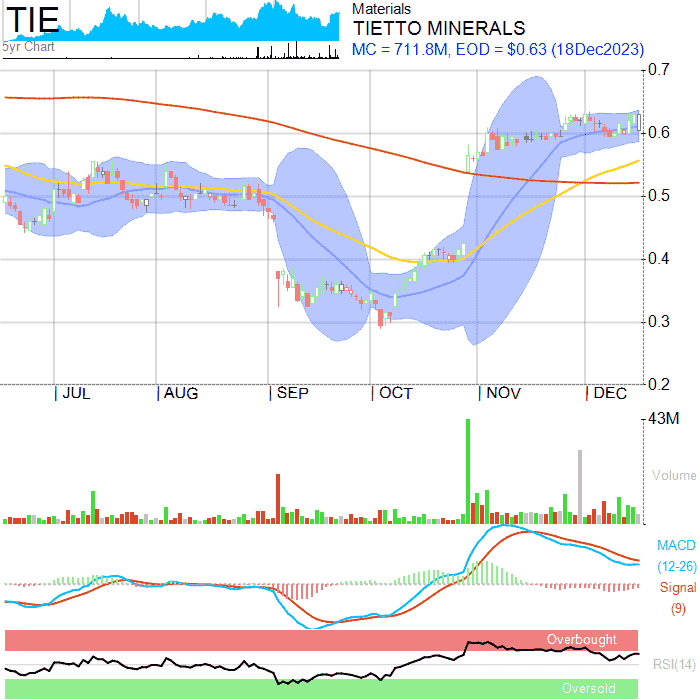 TIE
5yr Chart
Materials
TIETTO MINERALS
MC = 711.8M, EOD = $0.63 (18Dec2023)
0.7
0.6
0.5
0.4
0.3
0.2
JUL AUG SEP OCT NOV DEC
43M
Volume
MACD
(12-26)
Signal
(9)
Overbought
RSI(14)
Oversold